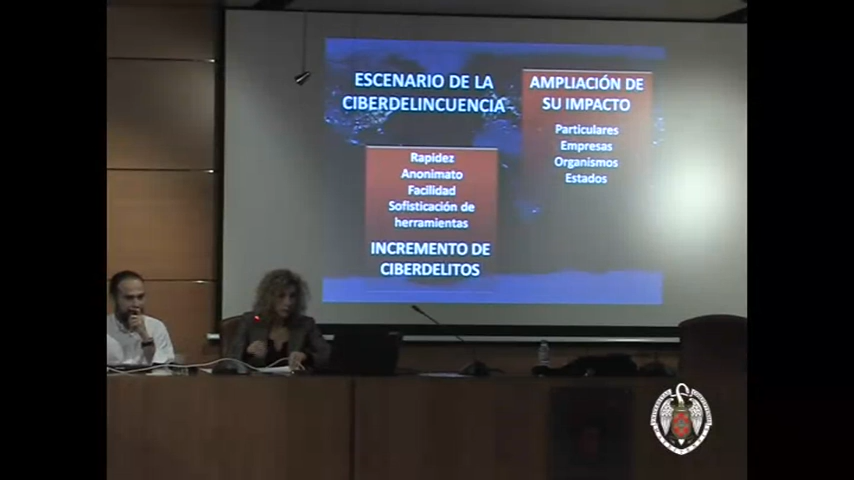 ESCENARIO DE LA
CIBERDELINCUENCIA
Rapidez
Anonimato
Facilidad
Sofisticación de
herramientas
INCREMENTO DE
CIBERDELITOS
AMPLIACIÓN DE
SU IMPACTO
Particulares
Empresas
Organismos
Estados